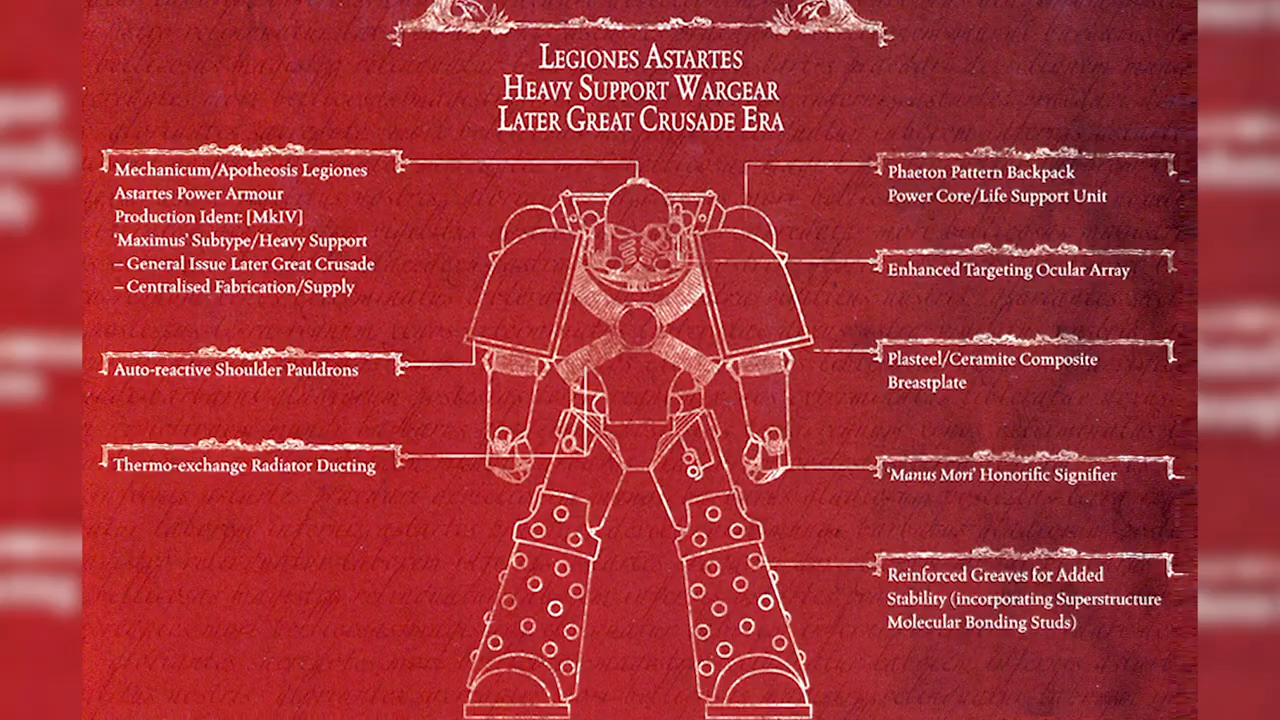 Legiones Astartes
Heavy Support Wargear
Later Great Crusade Era
Mechanicum/Apotheosis Legiones
Astartes Power Armour
Production Ident: [MkIV]
‘Maximus’ Subtype/Heavy Support
– General Issue Later Great Crusade
– Centralised Fabrication/Supply
Auto-reactive Shoulder Pauldrons
Thermo-exchange Radiator Ducting
Phaeton Pattern Backpack
Power Core/Life Support Unit
Enhanced Targeting Ocular Array
Plasteel/Ceramite Composite
Breastplate
‘Manus Mori’ Honorific Signifier
Reinforced Greaves for Added
Stability (incorporating Superstructure
Molecular Bonding Studs)